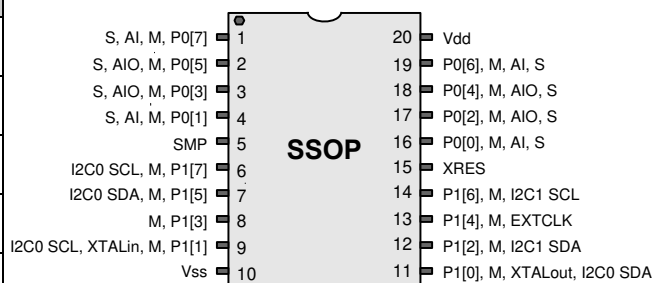 S, AI, M, P0[7] 1 20 Vdd
S, AIO, M, P0[5] 2 19 P0[6], M, AI, S
S, AIO, M, P0[3] 3 18 P0[4], M, AIO, S
S, AI, M, P0[1] 4 17 P0[2], M, AIO, S
SMP 5 16 P0[0], M, AI, S
SSOP
I2C0 SCL, M, P1[7] 6 15 XRES
I2C0 SDA, M, P1[5] 7 14 P1[6], M, I2C1 SCL
M, P1[3] 8 13 P1[4], M, EXTCLK
I2C0 SCL, XTALin, M, P1[1] 9 12 P1[2], M, I2C1 SDA
Vss 10 11 P1[0], M, XTALout, I2C0 SDA